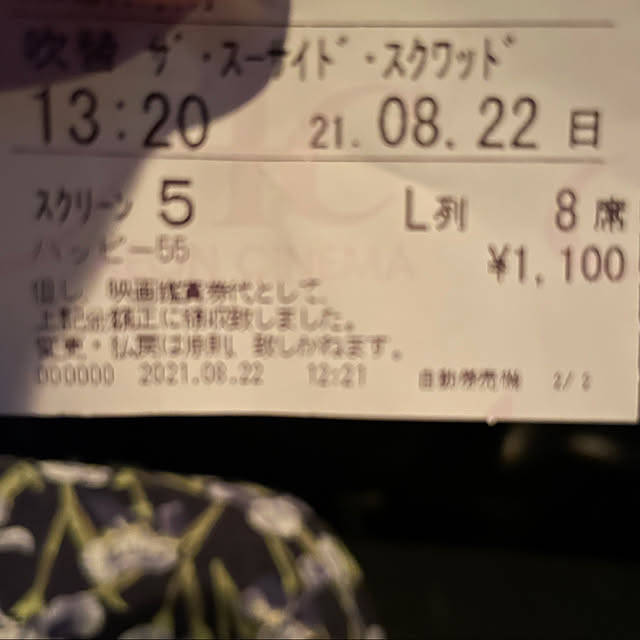 吹替 ザ・スーサイド・スクワッド
13:20 21.08.22 日
スクリーン 5 L列 8席
ハッピー55
¥1,100
但し、映画鑑賞券代として、
上記金額正に領収致しました。
変更・払戻は原則、致しかねます。
000000 2021.08.22 12:21 自動券売機 2/2